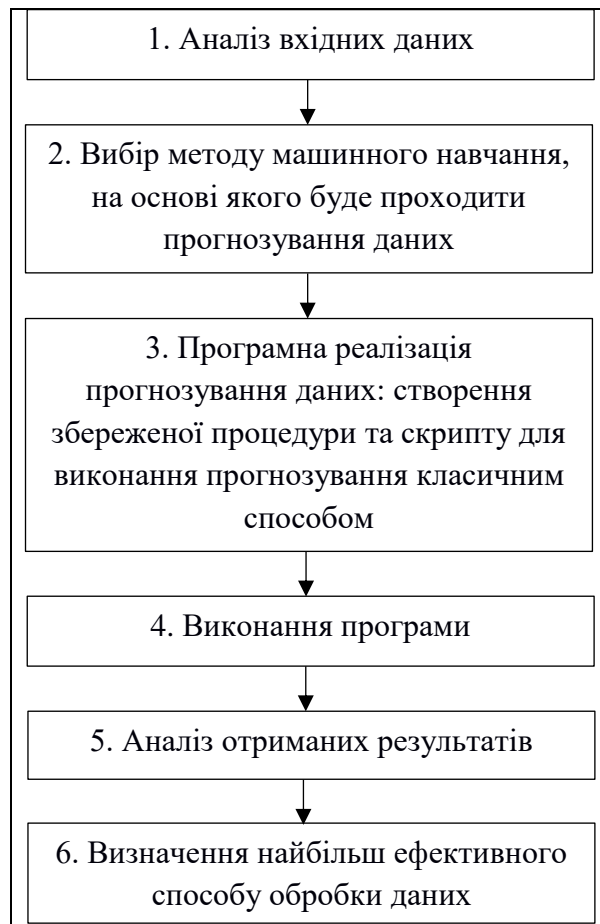 1. Аналіз вхідних даних
2. Вибір методу машинного навчання,
на основі якого буде проходити
прогнозування даних
3. Програмна реалізація
прогнозування даних: створення
збереженої процедури та скрипту для
виконання прогнозування класичним
способом
4. Виконання програми
5. Аналіз отриманих результатів
6. Визначення найбільш ефективного
способу обробки даних